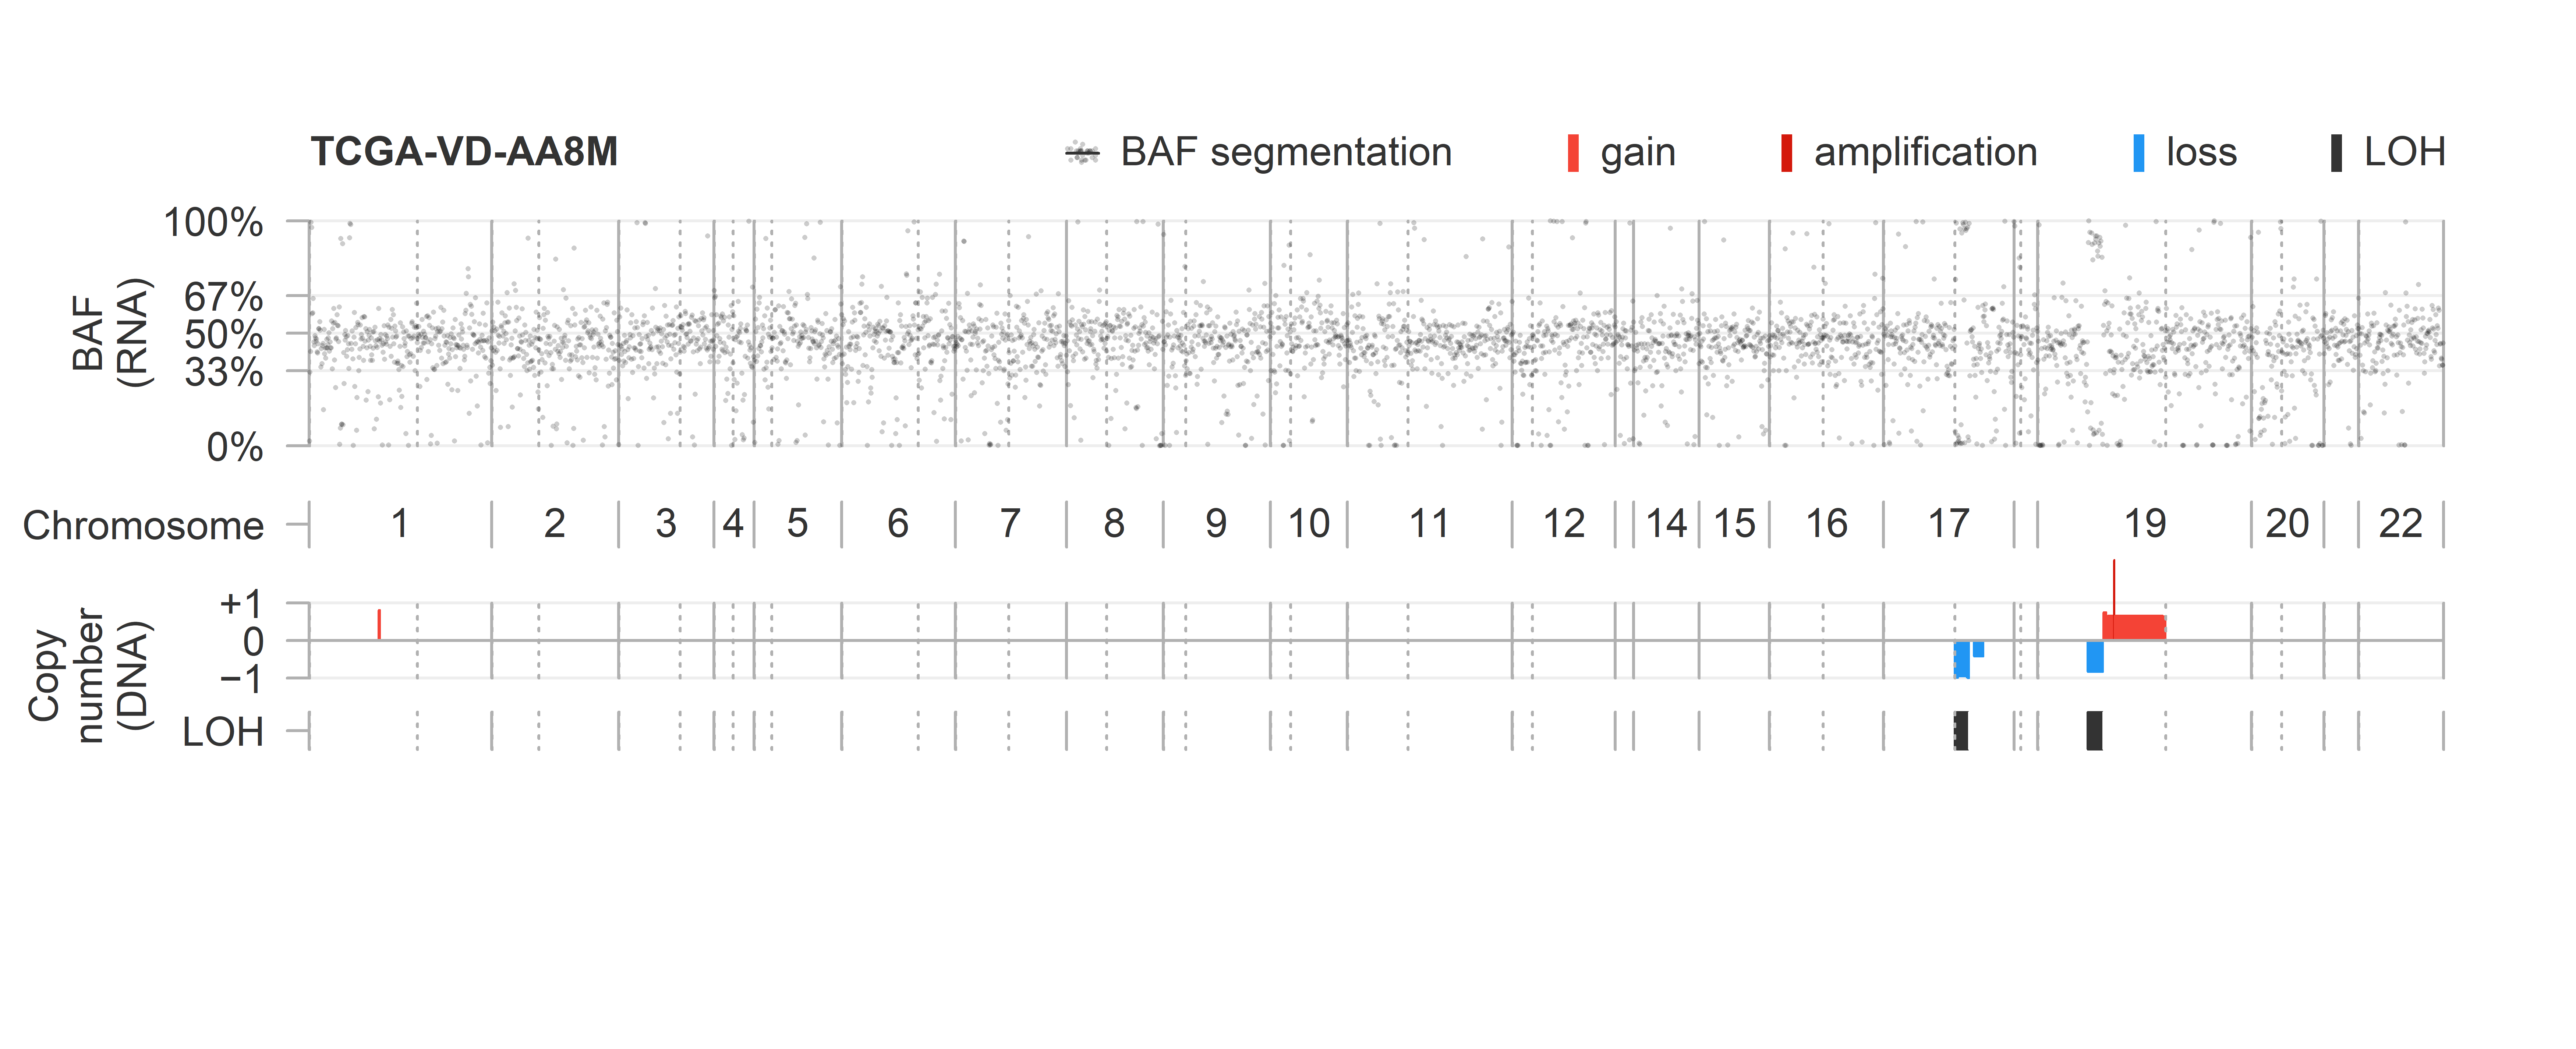 TCGA-VD-AA8M BAF segmentation gain amplification loss LOH
BAF
(RNA)
100%
67%
50%
33%
0%
Chromosome 1 2 3 4 5 6 7 8 9 10 11 12 14 15 16 17 19 20 22
Copy
number
(DNA)
+1
0
−1
LOH